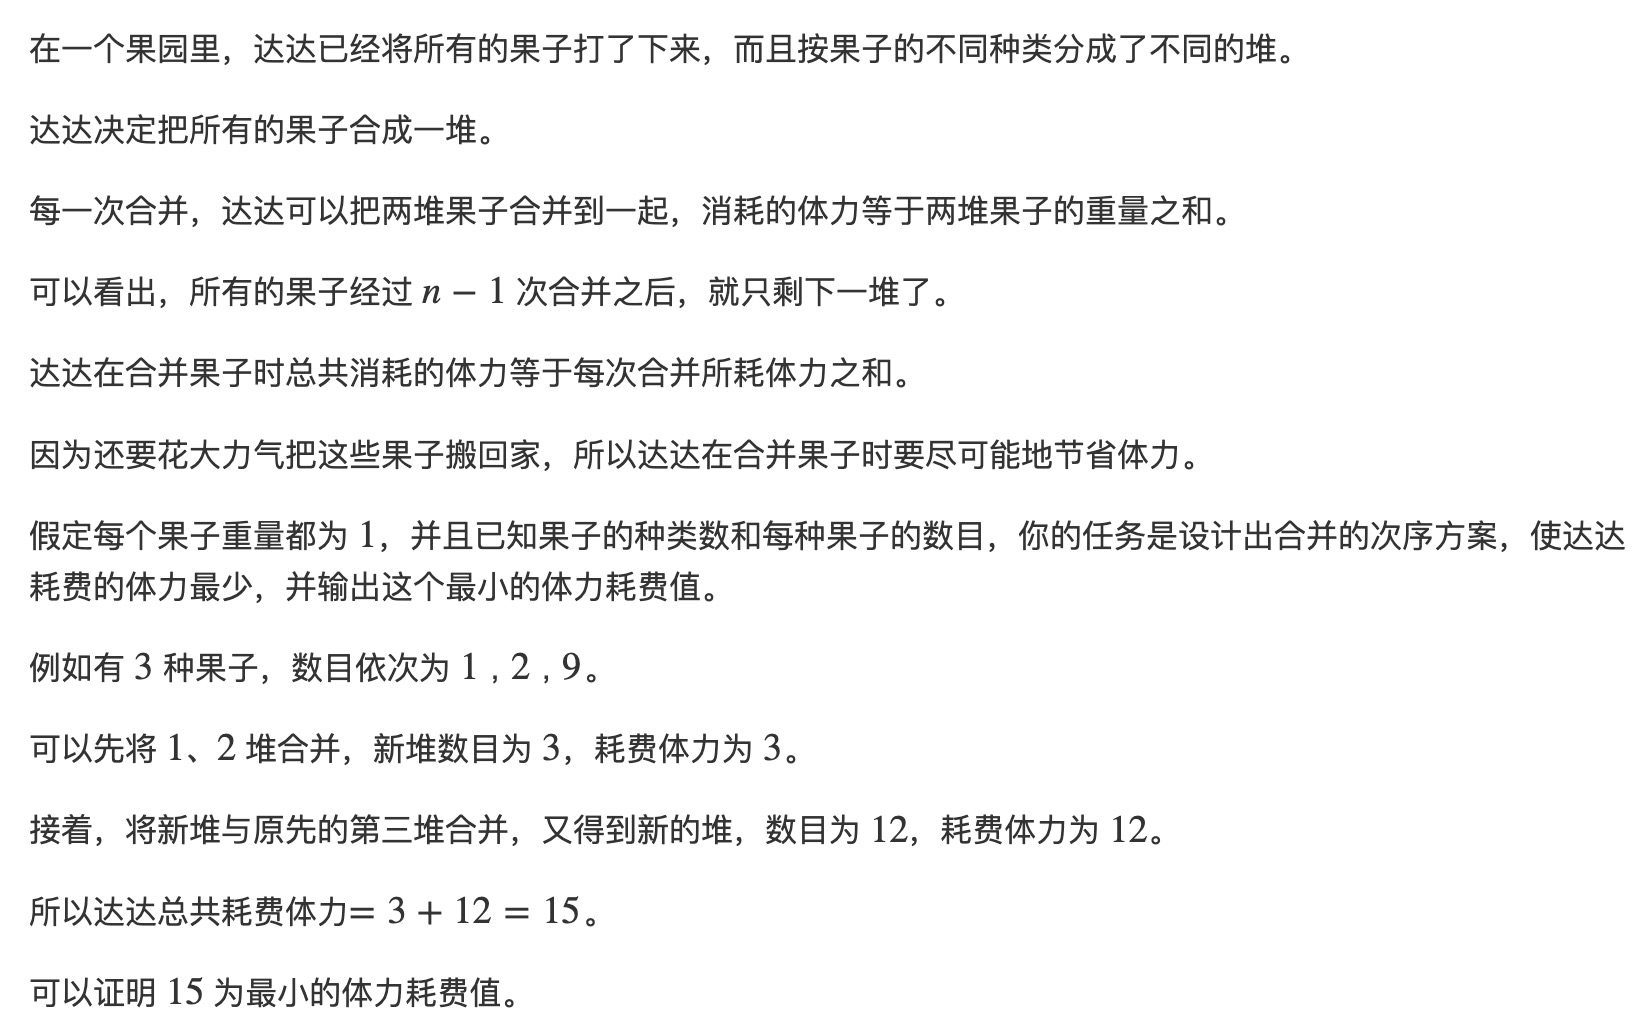 在一个果园里，达达已经将所有的果子打了下来，而且按果子的不同种类分成了不同的堆。
达达决定把所有的果子合成一堆。
每一次合并，达达可以把两堆果子合并到一起，消耗的体力等于两堆果子的重量之和。
可以看出，所有的果子经过 n − 1 次合并之后，就只剩下一堆了。
达达在合并果子时总共消耗的体力等于每次合并所耗体力之和。
因为还要花大力气把这些果子搬回家，所以达达在合并果子时要尽可能地节省体力。
假定每个果子重量都为 1，并且已知果子的种类数和每种果子的数目，你的任务是设计出合并的次序方案，使达达
耗费的体力最少，并输出这个最小的体力耗费值。
例如有 3 种果子，数目依次为 1 , 2 , 9。
可以先将 1、2 堆合并，新堆数目为 3，耗费体力为 3。
接着，将新堆与原先的第三堆合并，又得到新的堆，数目为 12，耗费体力为 12。
所以达达总共耗费体力= 3 + 12 = 15。
可以证明 15 为最小的体力耗费值。